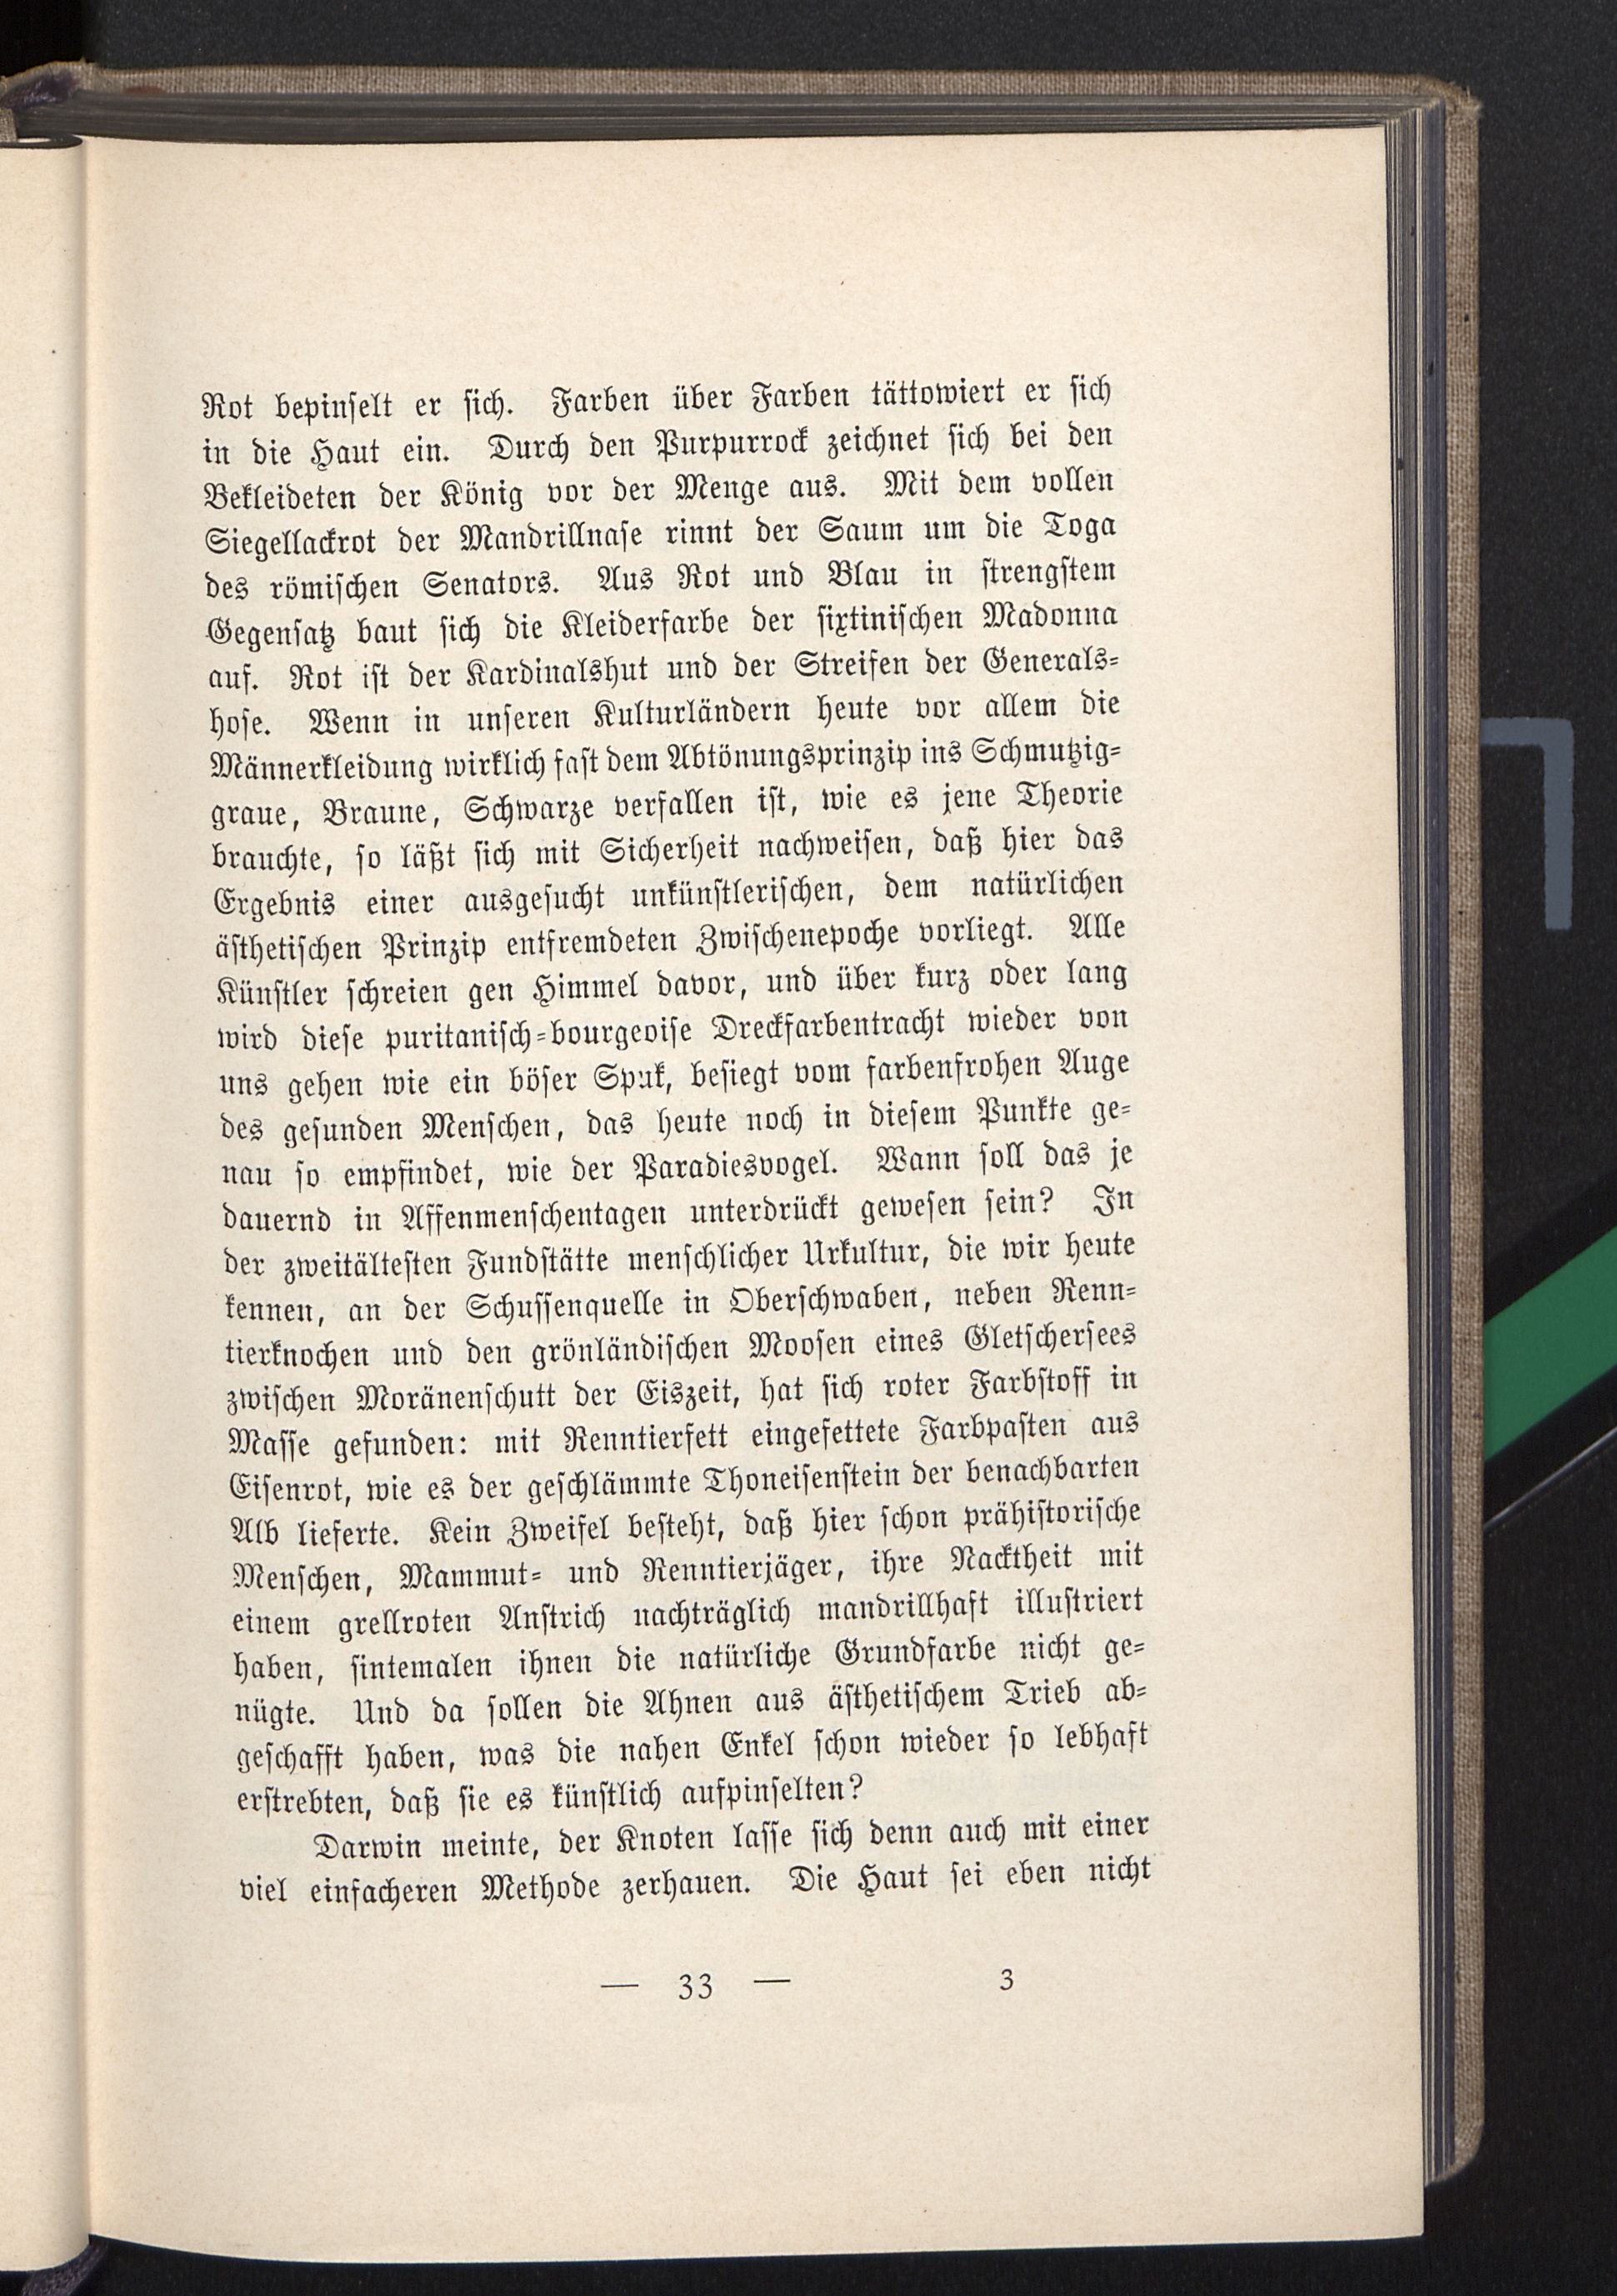 Rot bepinselt er sich. Farben über Farben tättowiert er sich
in die Haut ein. Durch den Purpurrock zeichnet sich bei den
Bekleideten der König vor der Menge aus. Mit dem vollen
Siegellackrot der Mandrillnase rinnt der Saum um die Toga
des römischen Senators. Aus Rot und Blau in strengstem
Gegensatz baut sich die Kleiderfarbe der sixtinischen Madonna
auf. Rot ist der Kardinalshut und der Streifen der Generals-
hose. Wenn in unseren Kulturländern heute vor allem die
Männerkleidung wirklich fast dem Abtönungsprinzip ins Schmutzig-
graue, Braune, Schwarze verfallen ist, wie es jene Theorie
brauchte, so läßt sich mit Sicherheit nachweisen, daß hier das
Ergebnis einer ausgesucht unkünstlerischen, dem natürlichen
ästhetischen Prinzip entfremdeten Zwischenepoche vorliegt. Alle
Künstler schreien gen Himmel davor, und über kurz oder lang
wird diese puritanisch-bourgeoise Dreckfarbentracht wieder von
uns gehen wie ein böser Spuk, besiegt vom farbenfrohen Auge
des gesunden Menschen, das heute noch in diesem Punkte ge-
nau so empfindet, wie der Paradiesvogel. Wann soll das je
dauernd in Affenmenschentagen unterdrückt gewesen sein? In
der zweitältesten Fundstätte menschlicher Urkultur, die wir heute
kennen, an der Schussenquelle in Oberschwaben, neben Renn-
tierknochen und den grönländischen Moosen eines Gletschersees
zwischen Moränenschutt der Eiszeit, hat sich roter Farbstoff in
Masse gefunden: mit Renntierfett eingefettete Farbpasten aus
Eisenrot, wie es der geschlämmte Thoneisenstein der benachbarten
Alb lieferte. Kein Zweifel besteht, daß hier schon prähistorische
Menschen, Mammut- und Renntierjäger, ihre Nacktheit mit
einem grellroten Anstrich nachträglich mandrillhaft illustriert
haben, sintemalen ihnen die natürliche Grundfarbe nicht ge-
nügte. Und da sollen die Ahnen aus ästhetischem Trieb ab-
geschafft haben, was die nahen Enkel schon wieder so lebhaft
erstrebten, daß sie es künstlich aufpinselten?
Darwin meinte, der Knoten lasse sich denn auch mit einer
viel einfacheren Methode zerhauen. Die Haut sei eben nicht
— 33 — 3